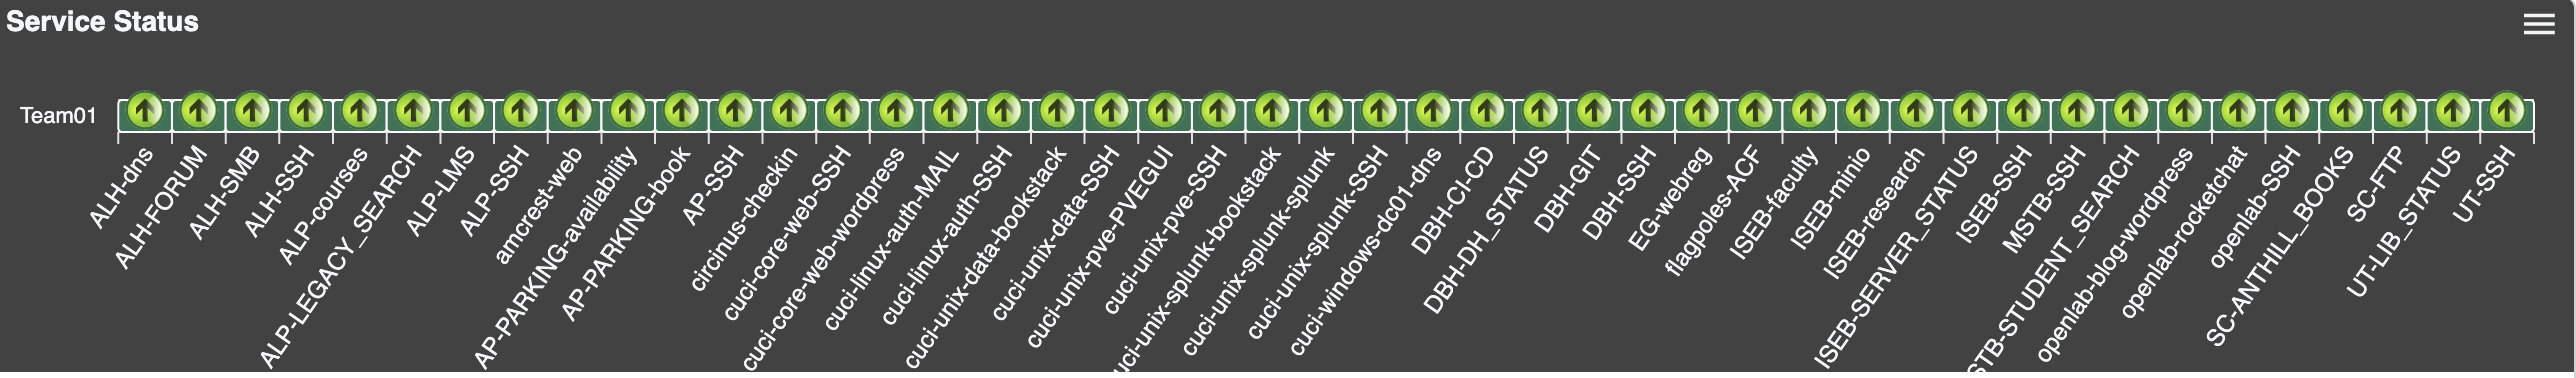 Service Status
Team01
ALH-dns
ALH-FORUM
ALH-SMB
ALH-SSH
ALP-courses
ALP-LEGACY_SEARCH
ALP-LMS
ALP-SSH
amcrest-web
AP-PARKING-availability
AP-PARKING-book
AP-SSH
circinus-checkin
cuci-core-web-SSH
cuci-core-web-wordpress
cuci-linux-auth-MAIL
cuci-linux-auth-SSH
cuci-unix-data-bookstack
cuci-unix-data-SSH
cuci-unix-pve-PVEGUI
cuci-unix-pve-SSH
uci-unix-splunk-bookstack
cuci-unix-splunk-splunk
cuci-unix-splunk-SSH
cuci-windows-dc01-dns
DBH-CI-CD
DBH-DH_STATUS
DBH-GIT
DBH-SSH
EG-webreg
flagpoles-ACF
ISEB-faculty
ISEB-minio
ISEB-research
ISEB-SERVER_STATUS
ISEB-SSH
MSTB-SSH
STB-STUDENT_SEARCH
openlab-blog-wordpress
openlab-rocketchat
openlab-SSH
SC-ANTHILL_BOOKS
SC-FTP
UT-LIB_STATUS
UT-SSH